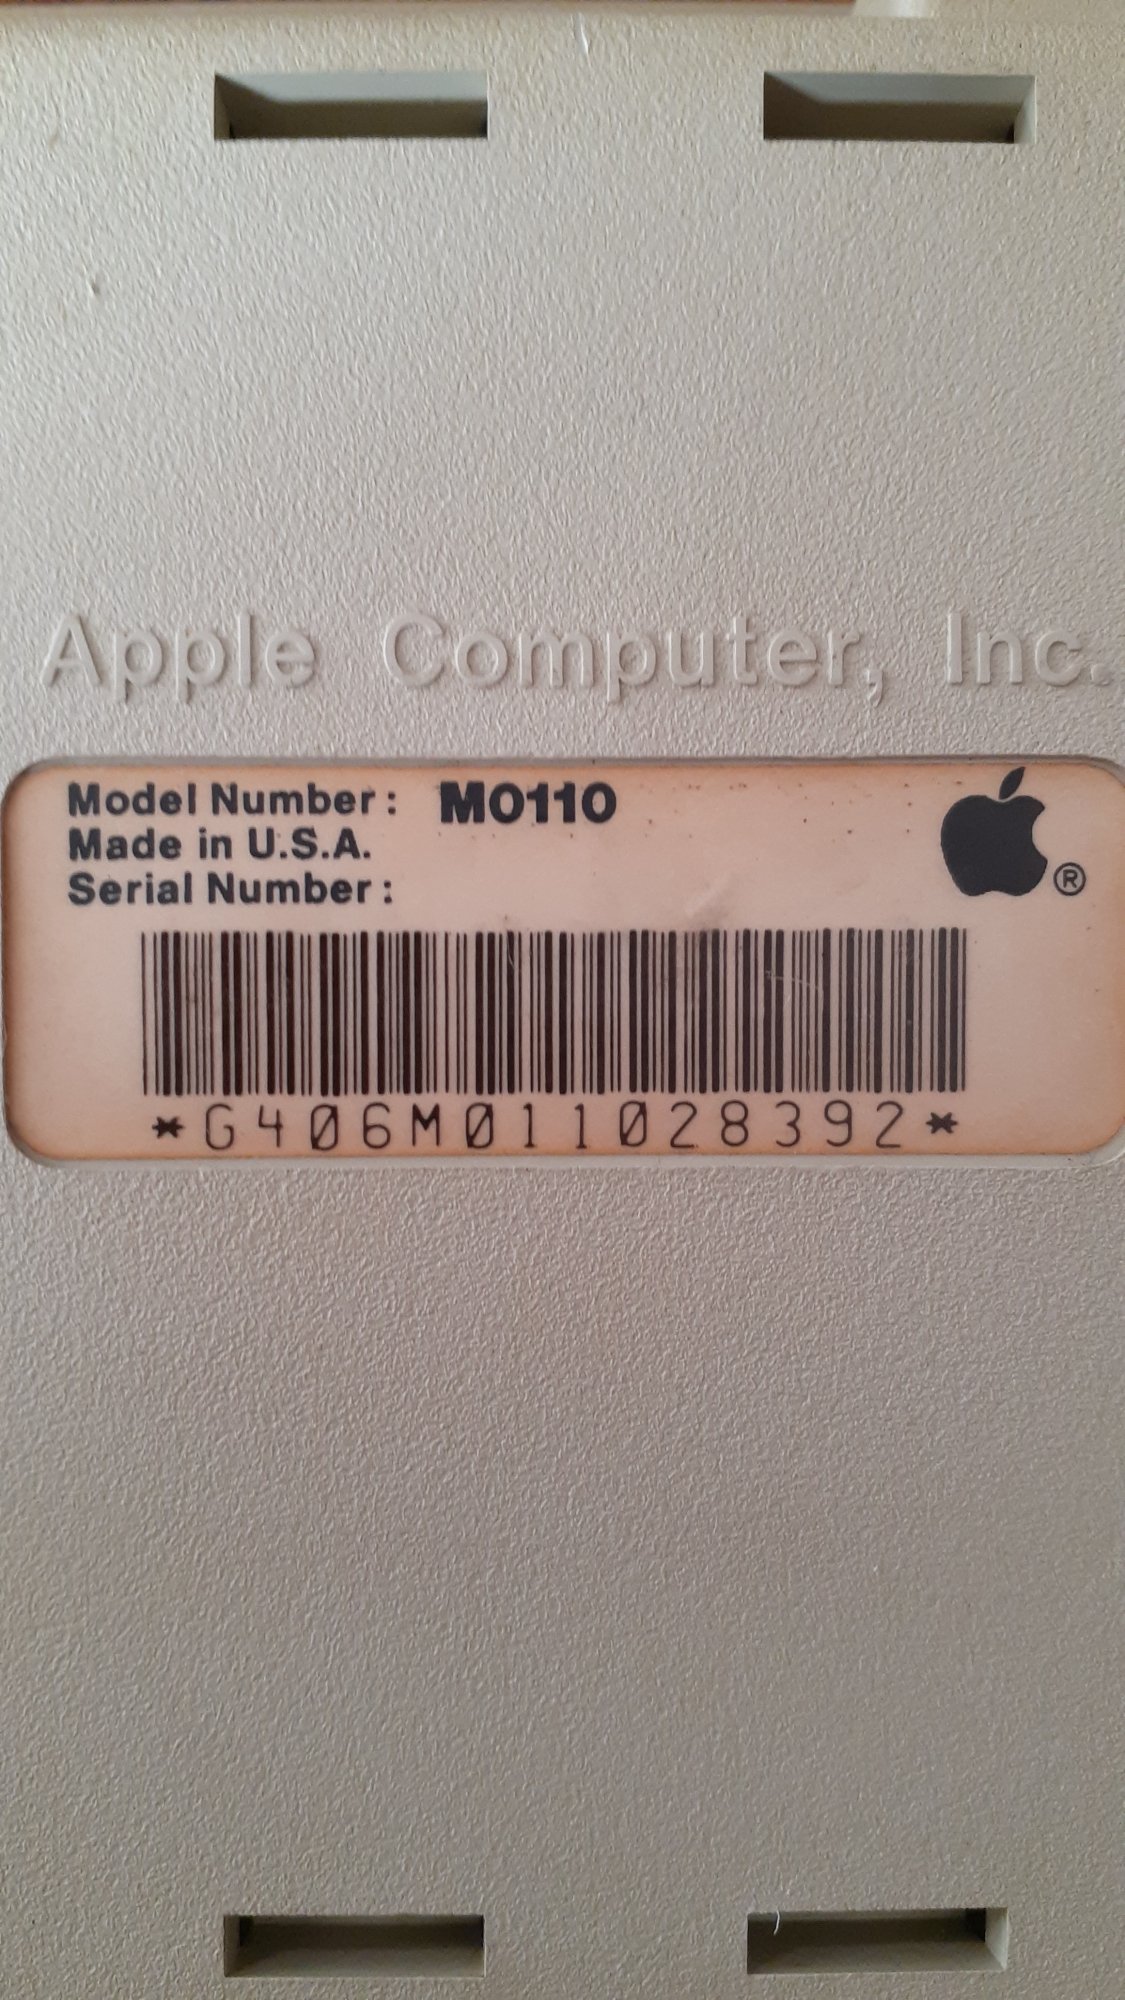 Apple Computer, Inc.
Model Number: M0110
Made in U.S.A.
Serial Number:
®
*G406M011028392*